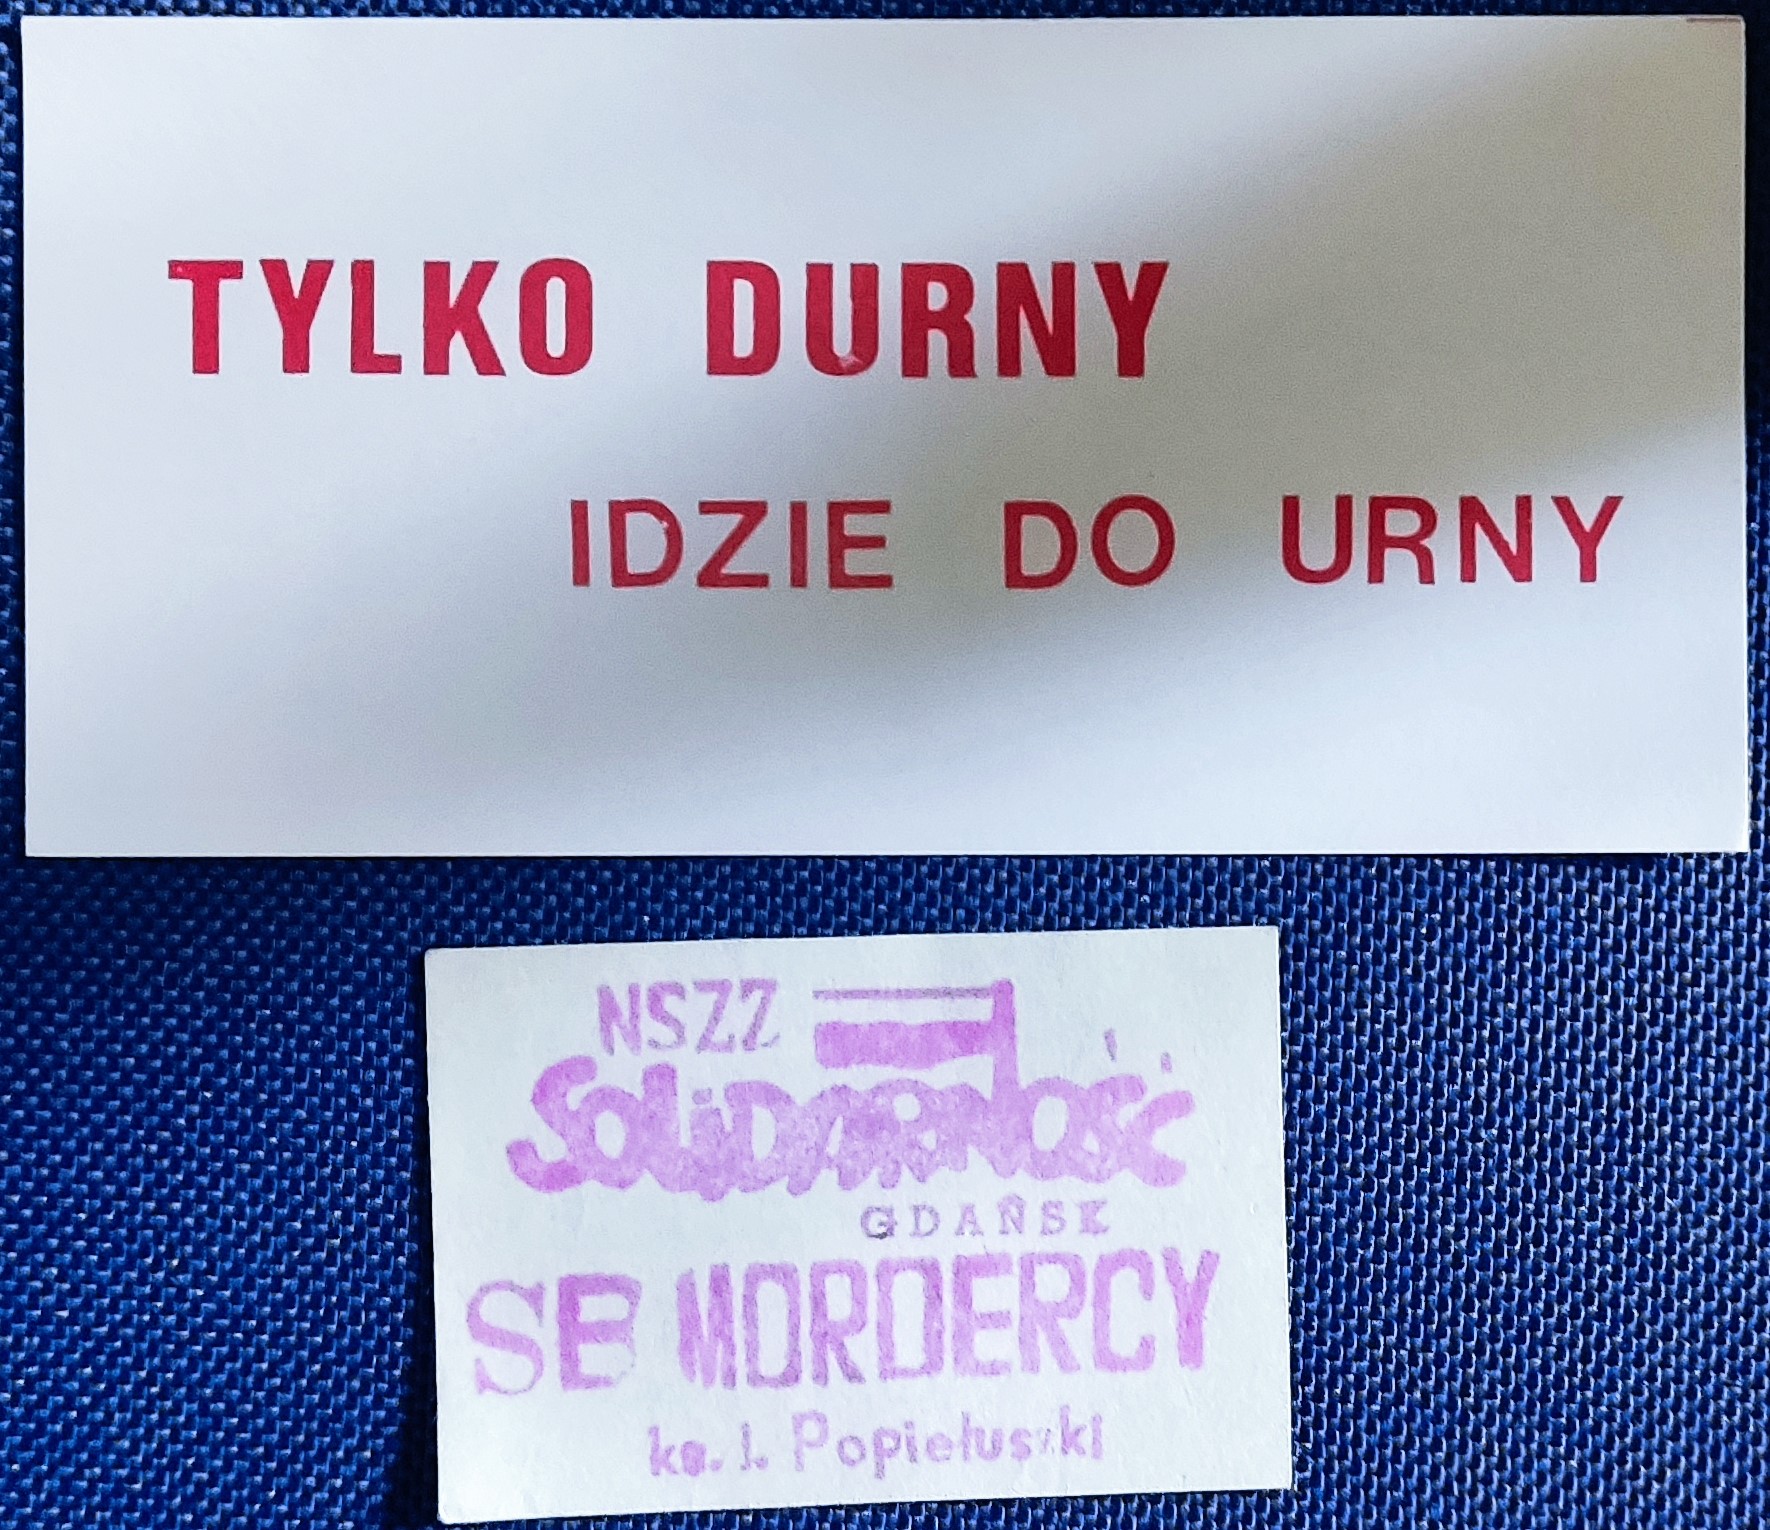 TYLKO DURNY
IDZIE DO URNY
NSZZ
SOLiDARNOŚĆ
GDAŃSK
SB MORDERCY
ks. J. Popiełuszki